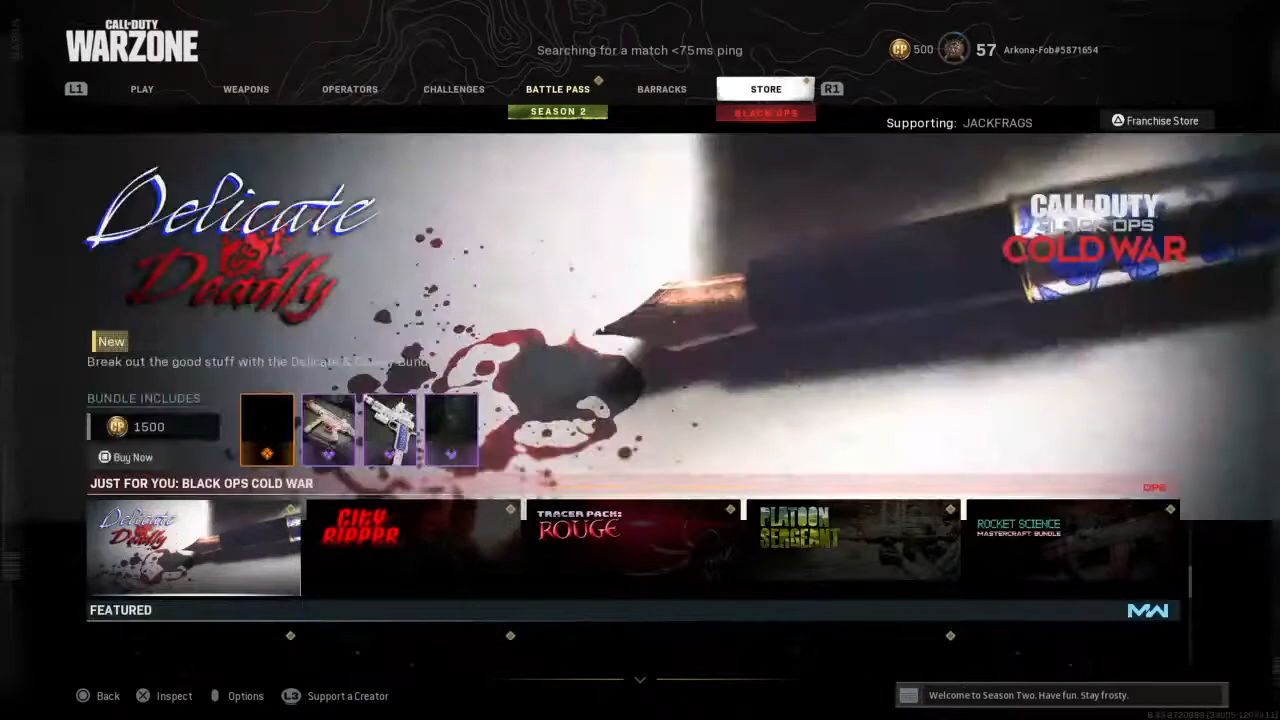 CALL OF DUTY
WARZONE
Searching for a match <75ms ping
CP 500 57 Arkona-Fob#5871654
L1 PLAY WEAPONS OPERATORS CHALLENGES BATTLE PASS BARRACKS STORE R1
SEASON 2 BLACK OPS
Supporting: JACKFRAGS Franchise Store
Delicate
Deadly
CALL OF DUTY
BLACK OPS
COLD WAR
New
Break out the good stuff with the Delicate &
BUNDLE INCLUDES
CP 1500
Buy Now
JUST FOR YOU: BLACK OPS COLD WAR
OPS
Delicate
Deadly
CITY
RIPPER
TRACER PACK:
ROUGE
PLATOON
SERGEANT
ROCKET SCIENCE
MASTERCRAFT BUNDLE
FEATURED MW
Back Inspect Options L3 Support a Creator
Welcome to Season Two. Have fun. Stay frosty.